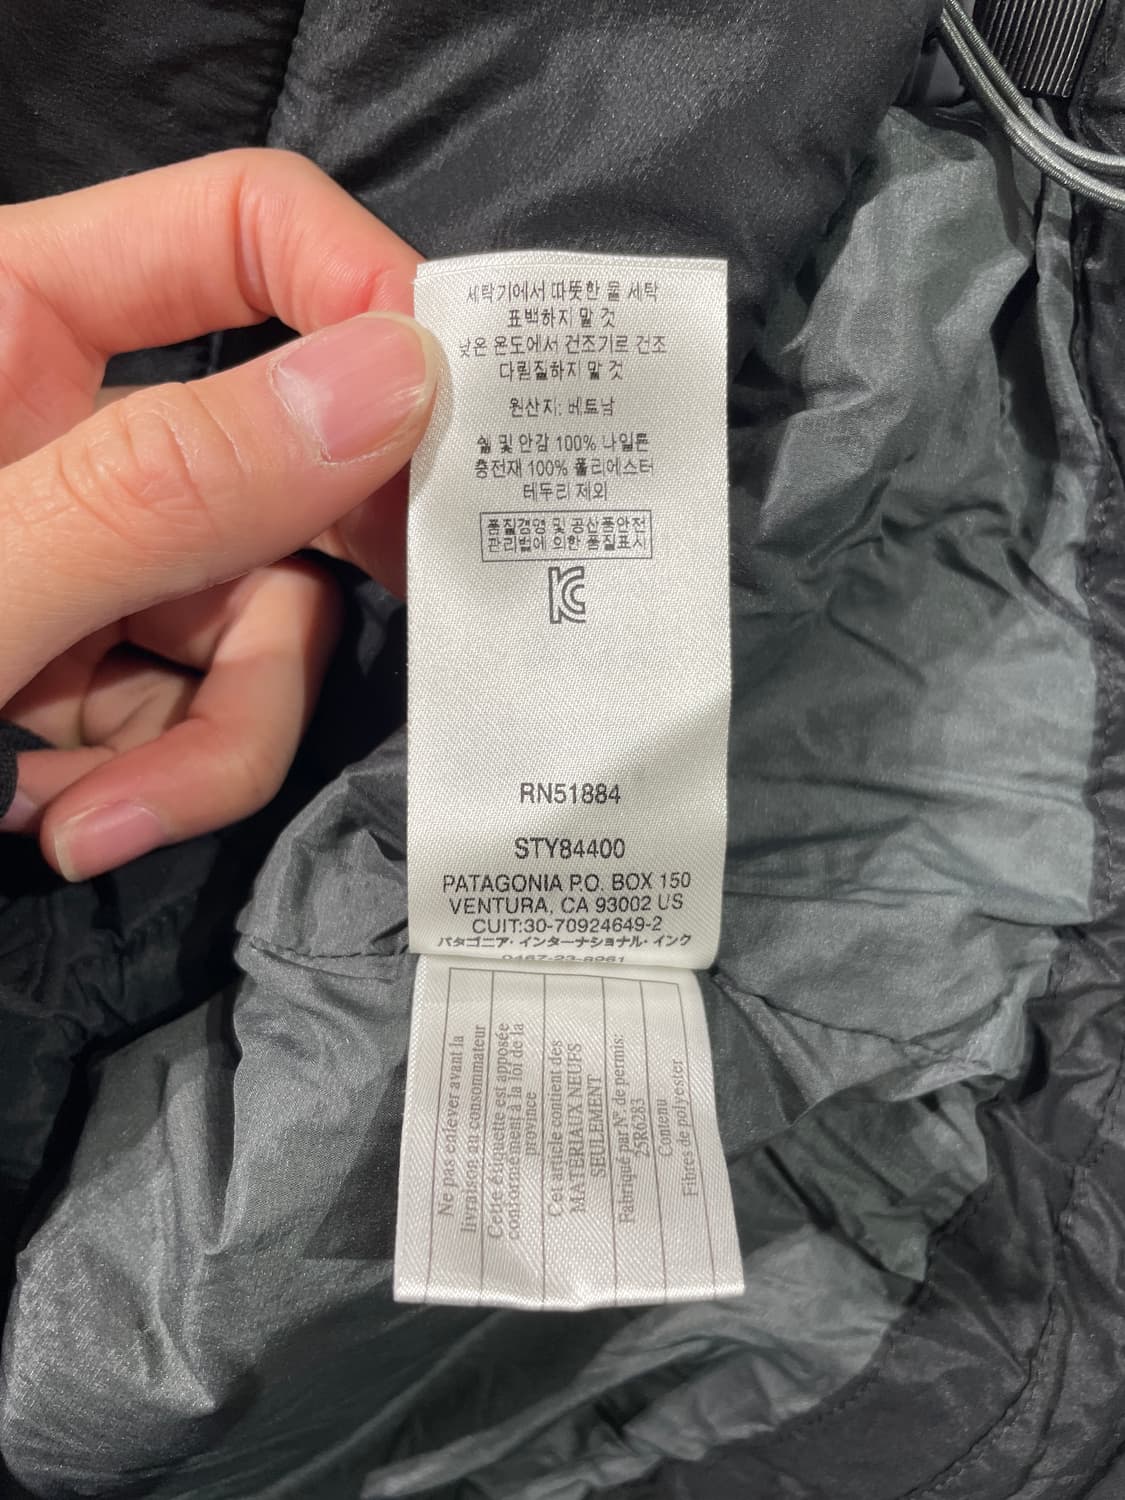 세탁기에서 따뜻한 물 세탁
표백하지 말 것
낮은 온도에서 건조기로 건조
다림질하지 말 것
원산지: 베트남
쉘 및 안감 100% 나일론
충전재 100% 폴리에스터
테두리 제외
품질경영 및 공산품안전
관리법에 의한 품질표시
KC
RN51884
STY84400
PATAGONIA P.O. BOX 150
VENTURA, CA 93002 US
CUIT:30-70924649-2
パタゴニア・インターナショナル・インク
0467-23-8961
Ne pas enlever avant la
livraison au consommateur
Cette étiquette est apposée
conformément à la loi de la
province
Cet article contient des
MATÉRIAUX NEUFS
SEULEMENT
Fabriqué par Nº. de permis:
25R6283
Contenu
Fibres de polyester